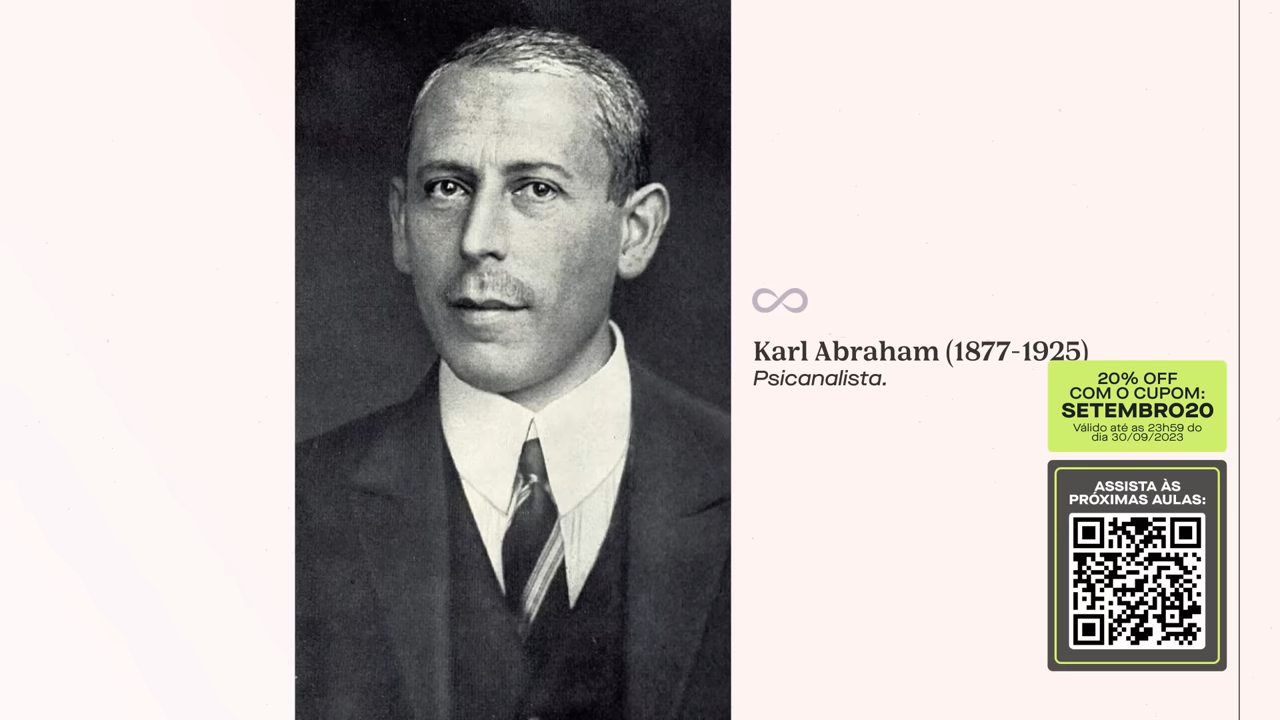 Karl Abraham (1877-1925)
Psicanalista.
20% OFF
COM O CUPOM:
SETEMBRO20
Válido até as 23h59 do
dia 30/09/2023
ASSISTA ÀS
PRÓXIMAS AULAS: